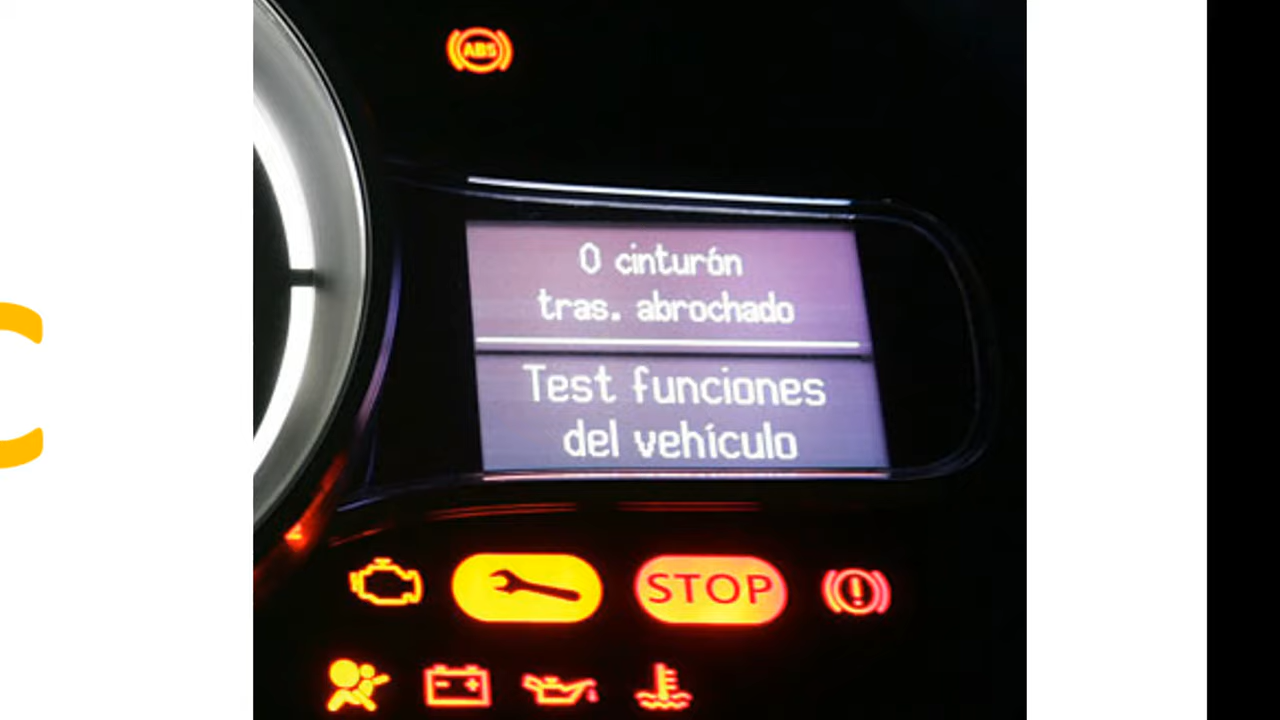 ABS
0 cinturón
tras. abrochado
Test funciones
del vehículo
STOP